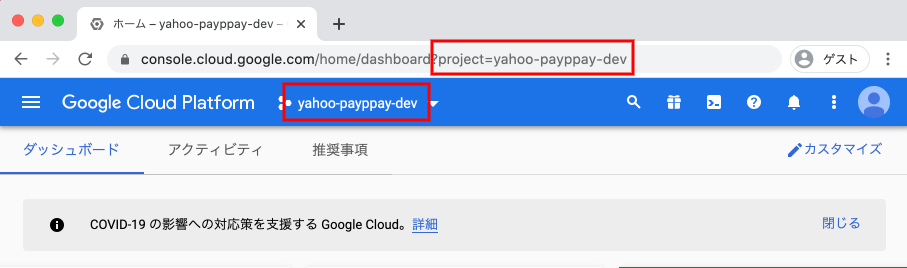 ホーム – yahoo-payppay-dev –
console.cloud.google.com/home/dashboard?project=yahoo-payppay-dev
ゲスト
Google Cloud Platform
yahoo-payppay-dev
ダッシュボード
アクティビティ
推奨事項
カスタマイズ
COVID-19 の影響への対応策を支援する Google Cloud。詳細
閉じる